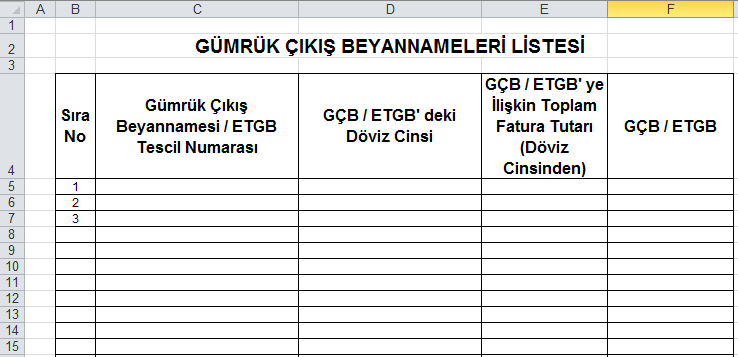 A B C D E F
1
2 GÜMRÜK ÇIKIŞ BEYANNAMELERİ LİSTESİ
3
4
Sıra
No
Gümrük Çıkış
Beyannamesi / ETGB
Tescil Numarası
GÇB / ETGB' deki
Döviz Cinsi
GÇB / ETGB' ye
İlişkin Toplam
Fatura Tutarı
(Döviz
Cinsinden)
GÇB / ETGB
5 1
6 2
7 3
8
9
10
11
12
13
14
15